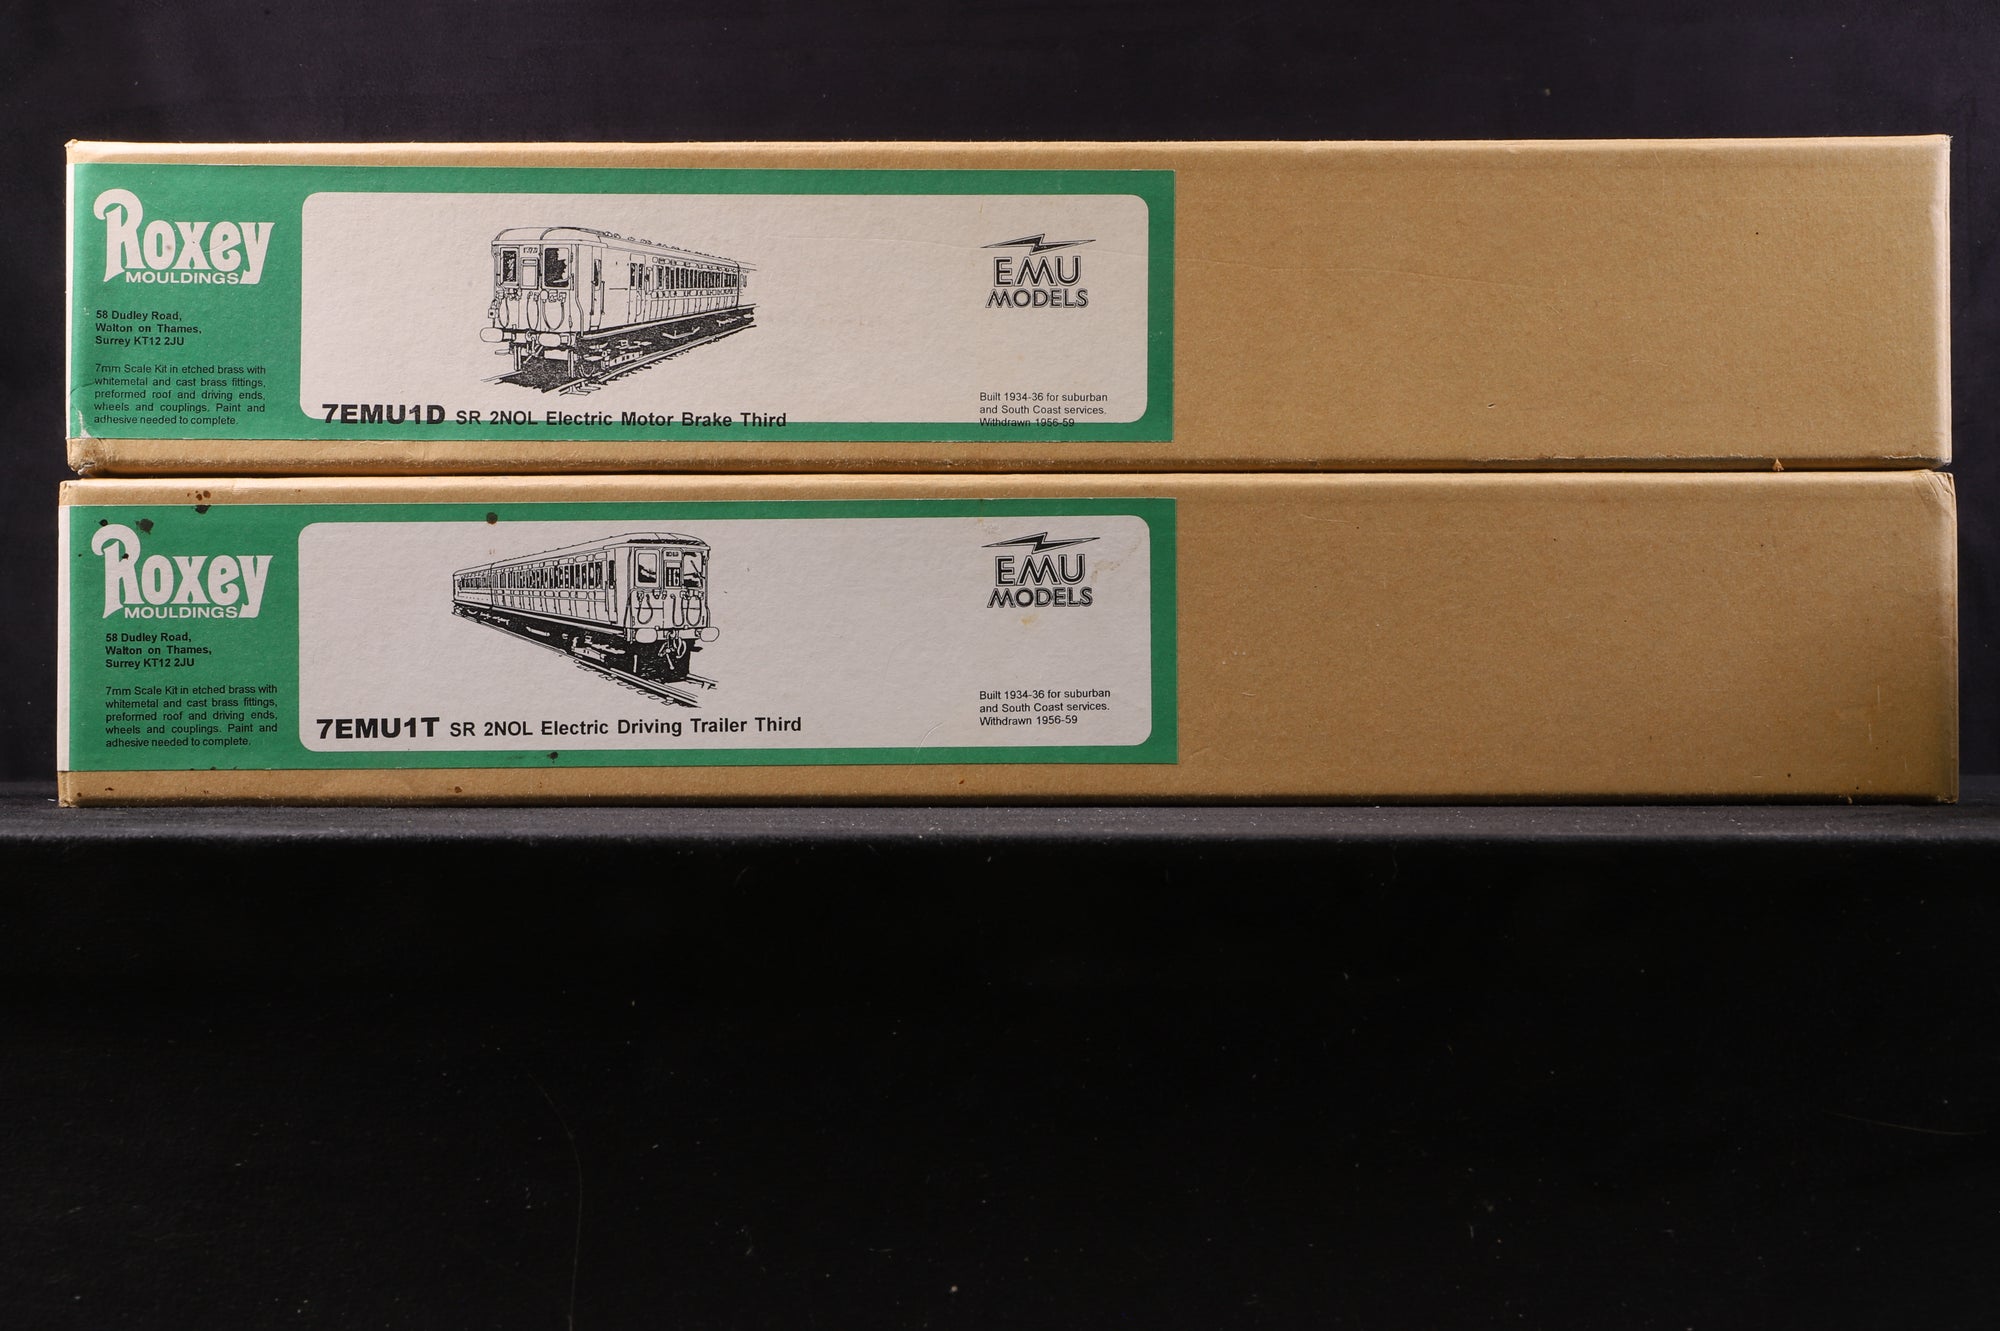 Roxey
MOULDINGS
58 Dudley Road,
Walton on Thames,
Surrey KT12 2JU
7mm Scale Kit in etched brass with
whitemetal and cast brass fittings,
preformed roof and driving ends,
wheels and couplings. Paint and
adhesive needed to complete.
7EMU1D SR 2NOL Electric Motor Brake Third
EMU
MODELS
Built 1934-36 for suburban
and South Coast services.
Withdrawn 1956-59
Roxey
MOULDINGS
58 Dudley Road,
Walton on Thames,
Surrey KT12 2JU
7mm Scale Kit in etched brass with
whitemetal and cast brass fittings,
preformed roof and driving ends,
wheels and couplings. Paint and
adhesive needed to complete.
16
7EMU1T SR 2NOL Electric Driving Trailer Third
EMU
MODELS
Built 1934-36 for suburban
and South Coast services.
Withdrawn 1956-59